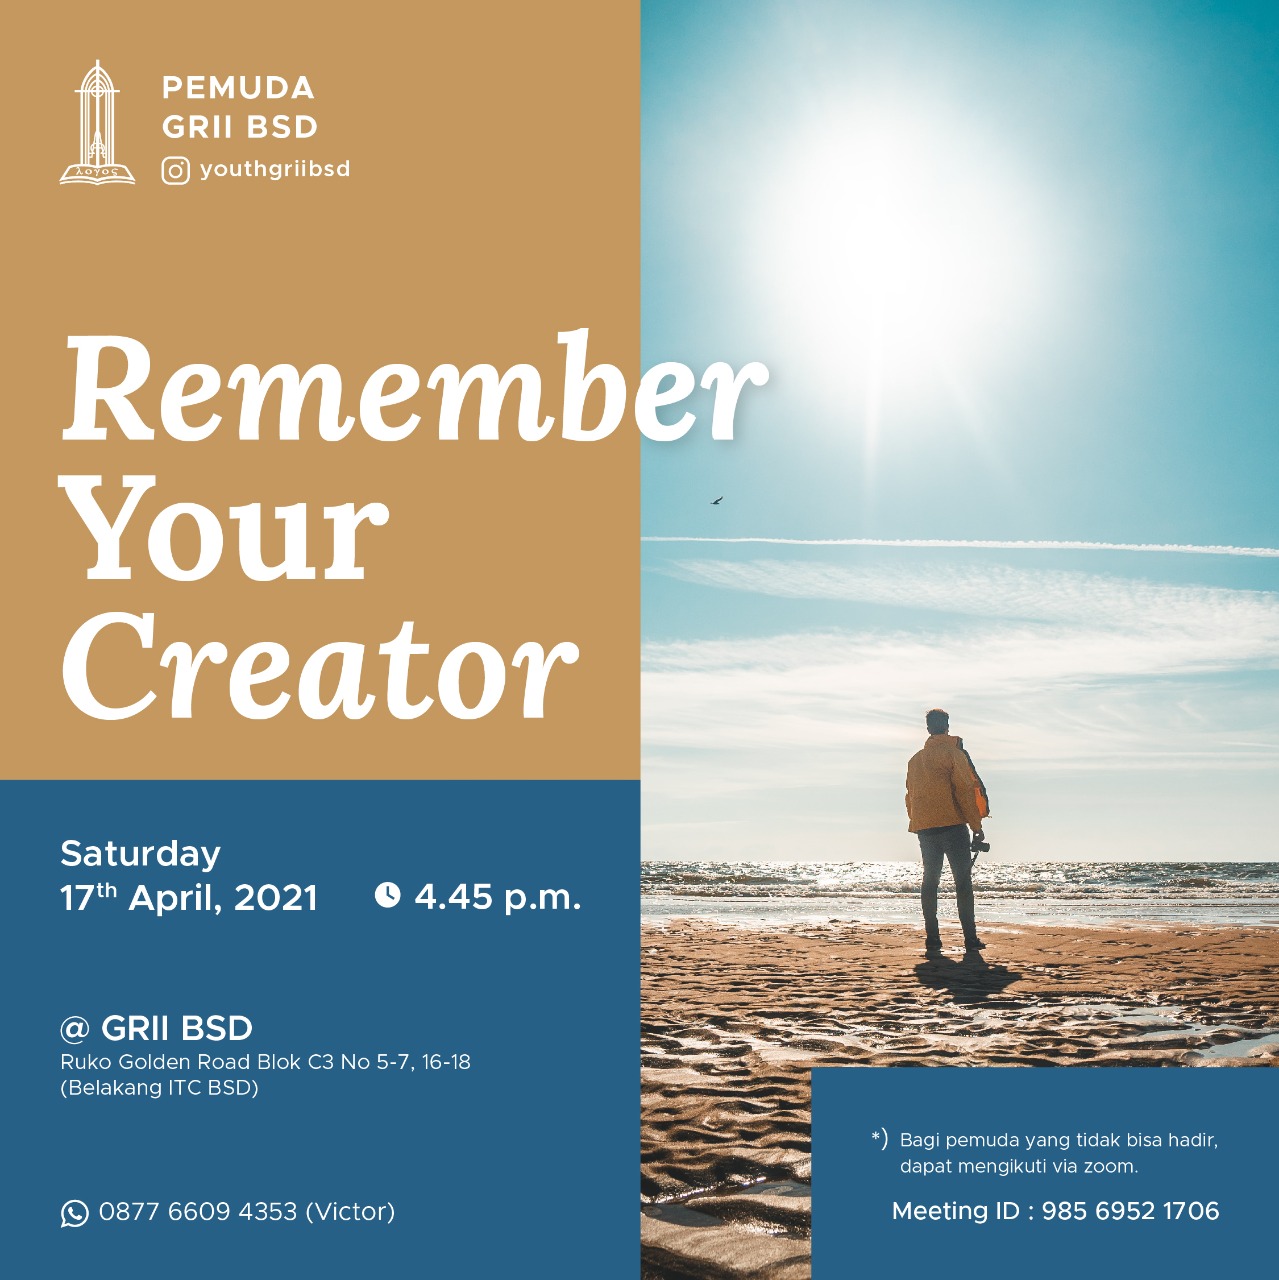 PEMUDA
GRII BSD
youthgriibsd
λογος
Remember
Your
Creator
Saturday
17th April, 2021
4.45 p.m.
@ GRII BSD
Ruko Golden Road Blok C3 No 5-7, 16-18
(Belakang ITC BSD)
0877 6609 4353 (Victor)
*) Bagi pemuda yang tidak bisa hadir,
dapat mengikuti via zoom.
Meeting ID : 985 6952 1706